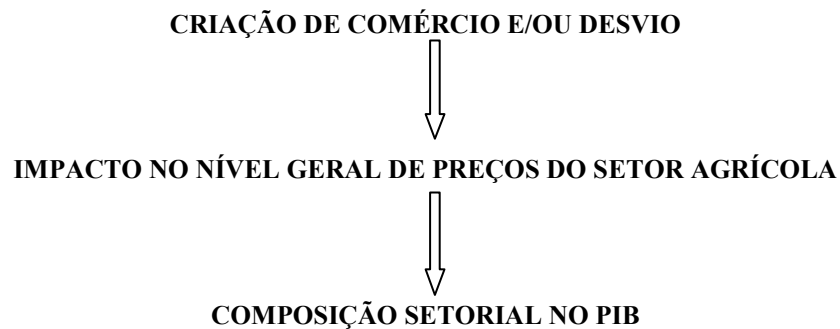 CRIAÇÃO DE COMÉRCIO E/OU DESVIO
IMPACTO NO NÍVEL GERAL DE PREÇOS DO SETOR AGRÍCOLA
COMPOSIÇÃO SETORIAL NO PIB